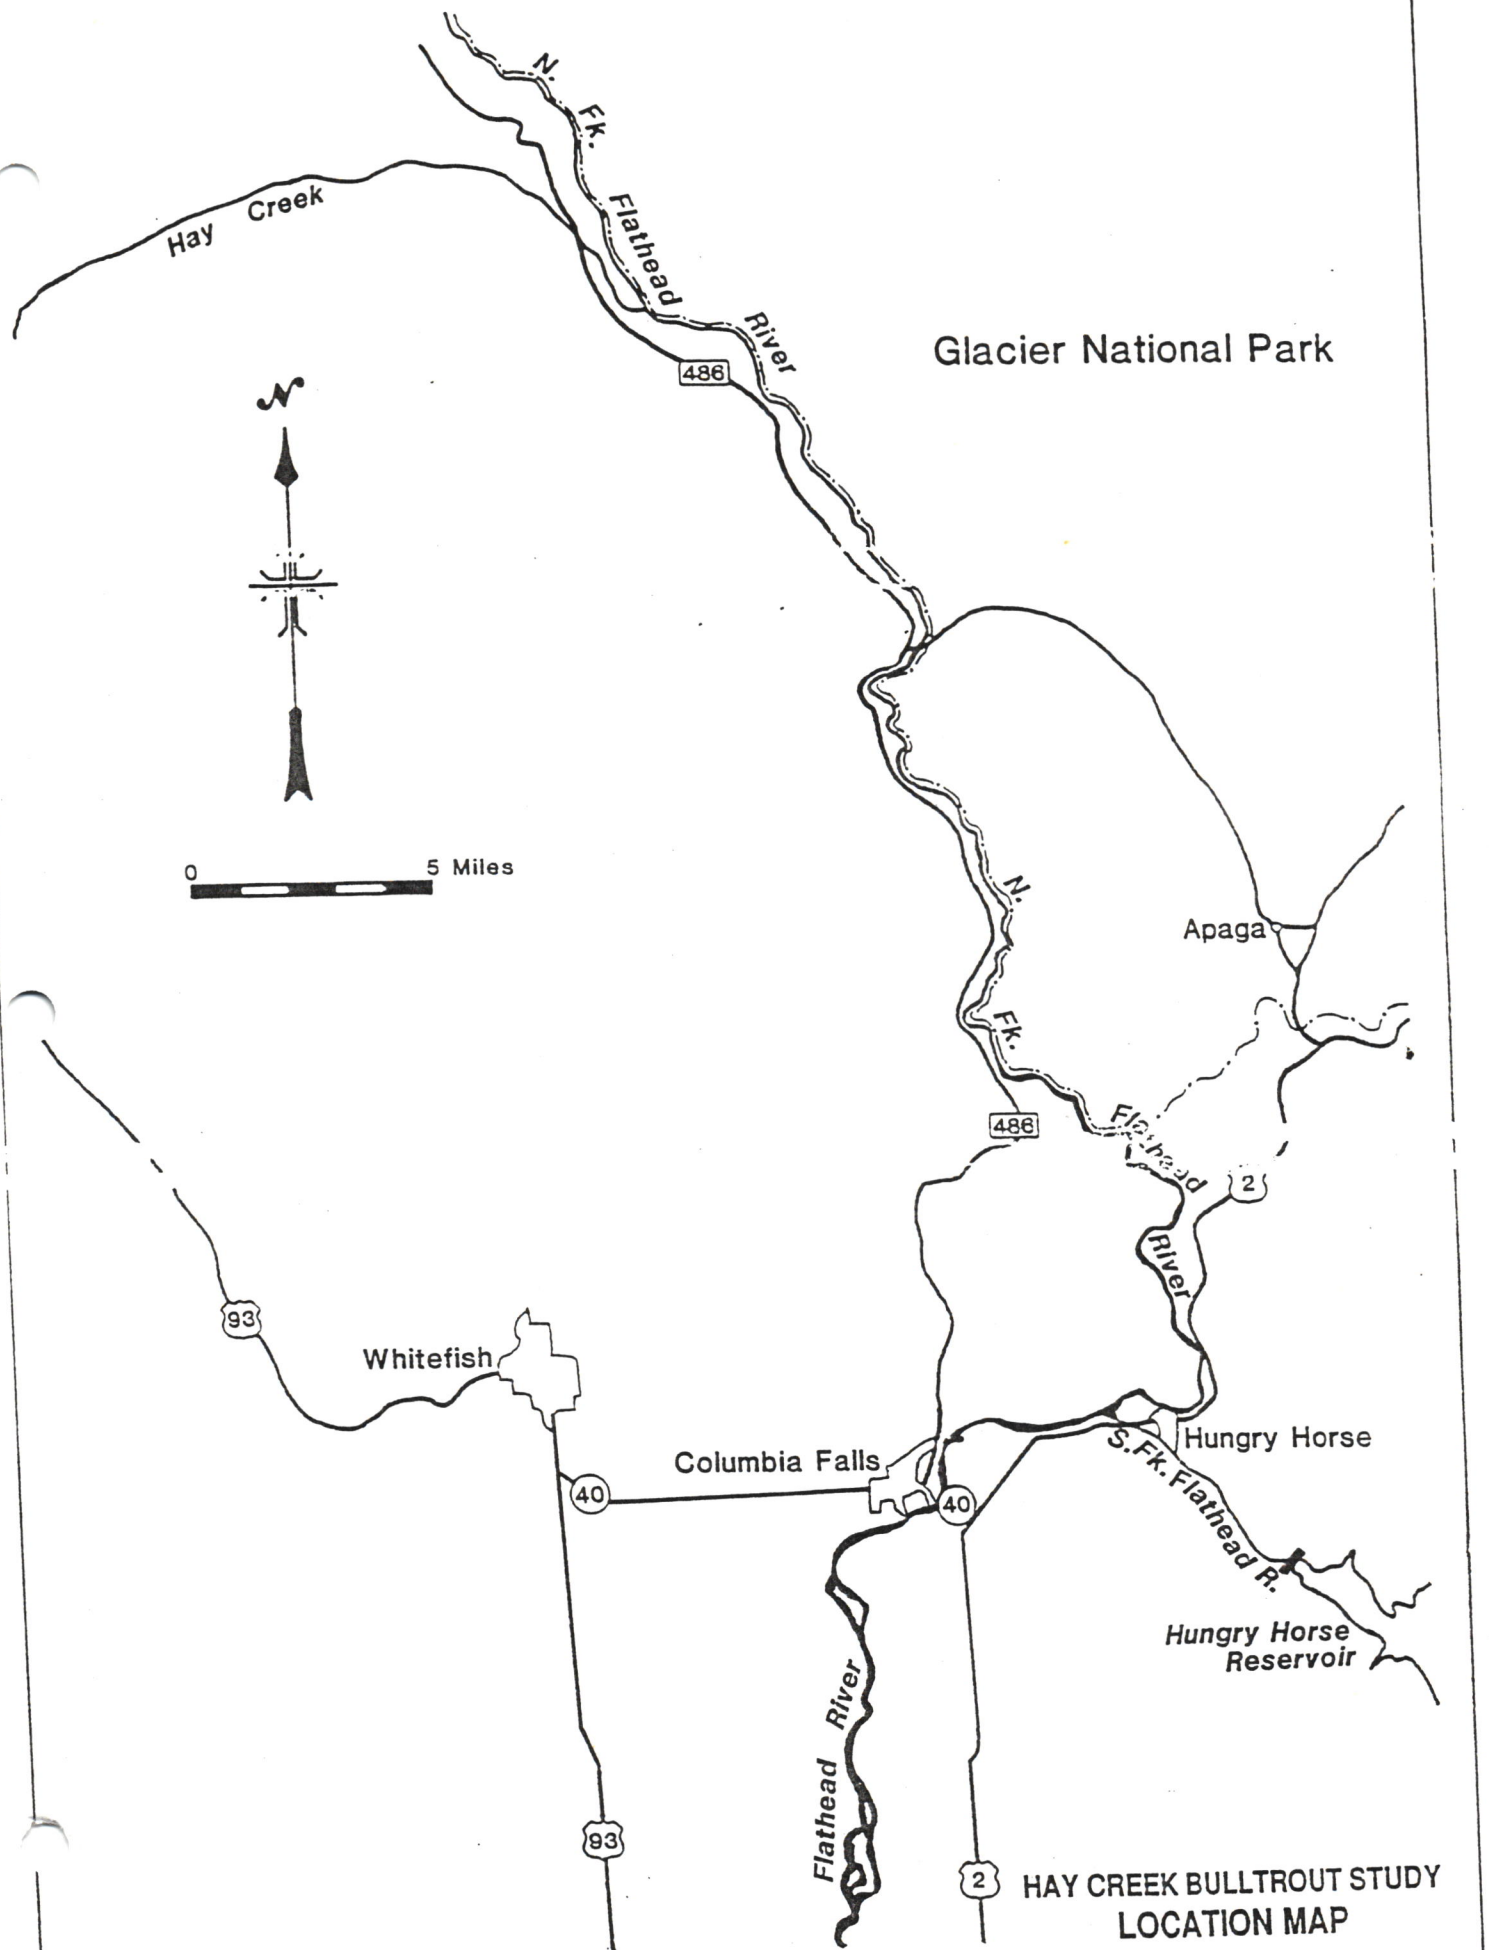 N.
Fk.
Flathead
River
Hay Creek
Glacier National Park
486
N
0 5 Miles
N.
Apaga
Fk.
486
Flathead
2
River
93
Whitefish
Hungry Horse
Columbia Falls
S. Fk. Flathead R.
40
40
Hungry Horse
Reservoir
Flathead River
93
2
HAY CREEK BULLTROUT STUDY
LOCATION MAP